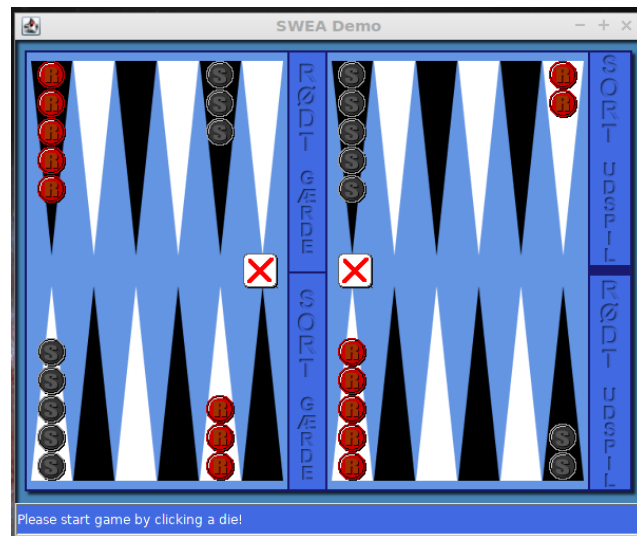 SWEA Demo
R R R R R
S S S
RØDT GÆRDE
S S S S S
R R
SORT UDSPIL
S S S S S
R R R
SORT GÆRDE
R R R R R
S S
RØDT UDSPIL
Please start game by clicking a die!